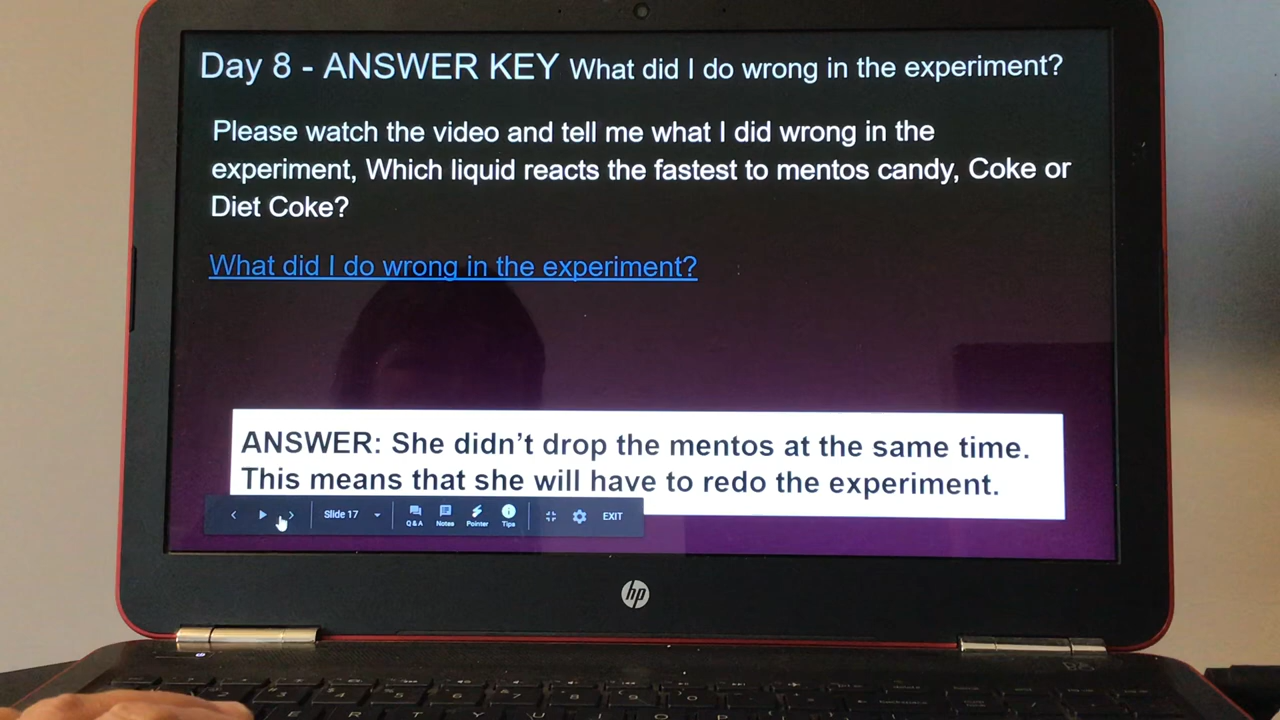 Day 8 - ANSWER KEY What did I do wrong in the experiment?
Please watch the video and tell me what I did wrong in the
experiment, Which liquid reacts the fastest to mentos candy, Coke or
Diet Coke?
What did I do wrong in the experiment?
ANSWER: She didn't drop the mentos at the same time.
This means that she will have to redo the experiment.
Slide 17
Q & A
Notes
Pointer
Tips
EXIT
hp